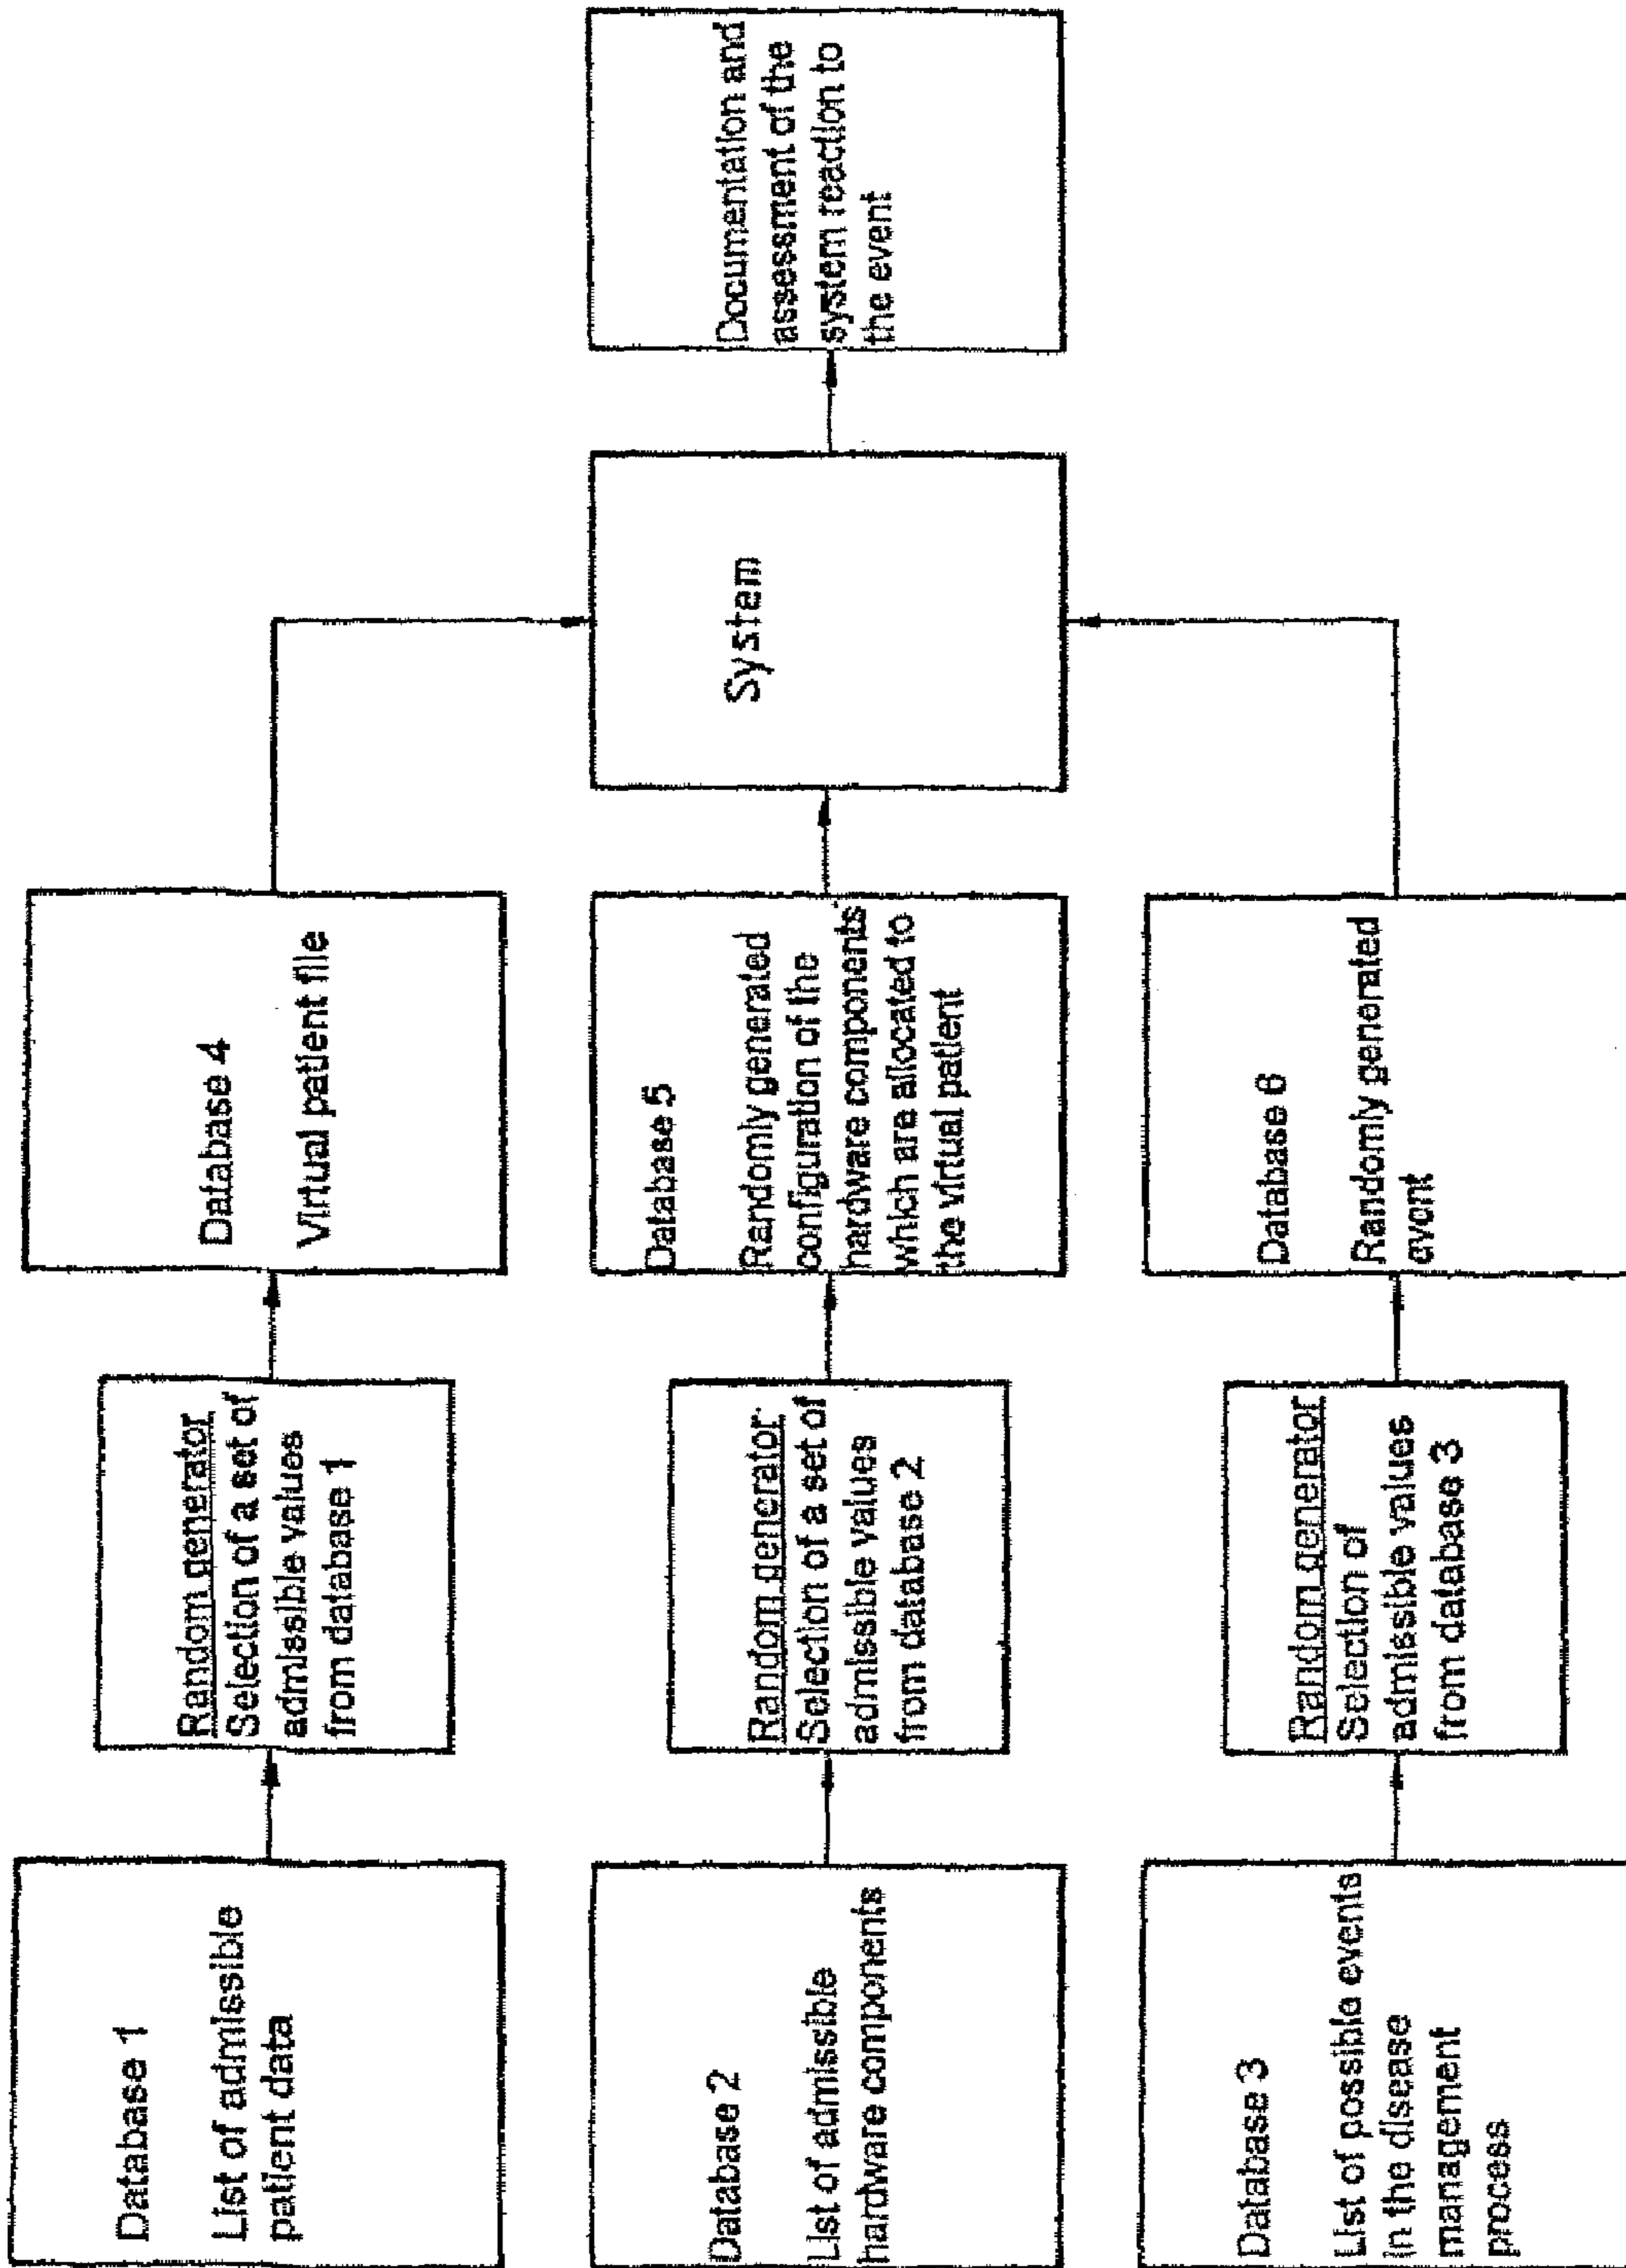 Database 1
List of admissible
patient data
Random generator
Selection of a set of
admissible values
from database 1
Database 4
Virtual patient file
Database 2
List of admissible
hardware components
Random generator
Selection of a set of
admissible values
from database 2
Database 5
Randomly generated
configuration of the
hardware components
which are allocated to
the virtual patient
System
Documentation and
assessment of the
system reaction to
the event
Database 3
List of possible events
in the disease
management
process
Random generator
Selection of
admissible values
from database 3
Database 6
Randomly generated
event